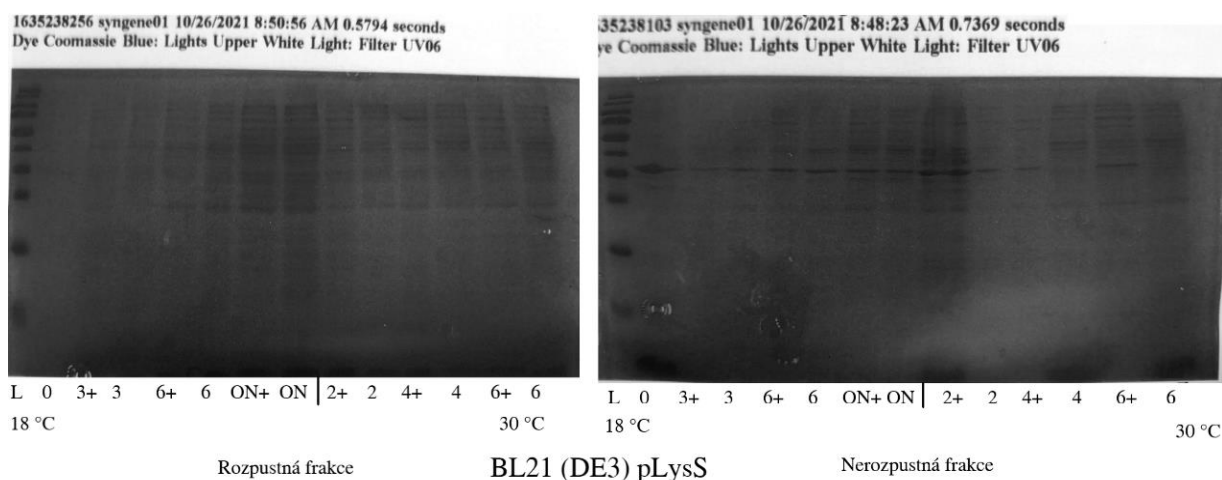 1635238256 syngene01 10/26/2021 8:50:56 AM 0.5794 seconds
Dye Coomassie Blue: Lights Upper White Light: Filter UV06
35238103 syngene01 10/26/2021 8:48:23 AM 0.7369 seconds
ye Coomassie Blue: Lights Upper White Light: Filter UV06
L 0 3+ 3 6+ 6 ON+ ON 2+ 2 4+ 4 6+ 6
18 °C 30 °C
L 0 3+ 3 6+ 6 ON+ ON 2+ 2 4+ 4 6+ 6
18 °C 30 °C
Rozpustná frakce BL21 (DE3) pLysS Nerozpustná frakce